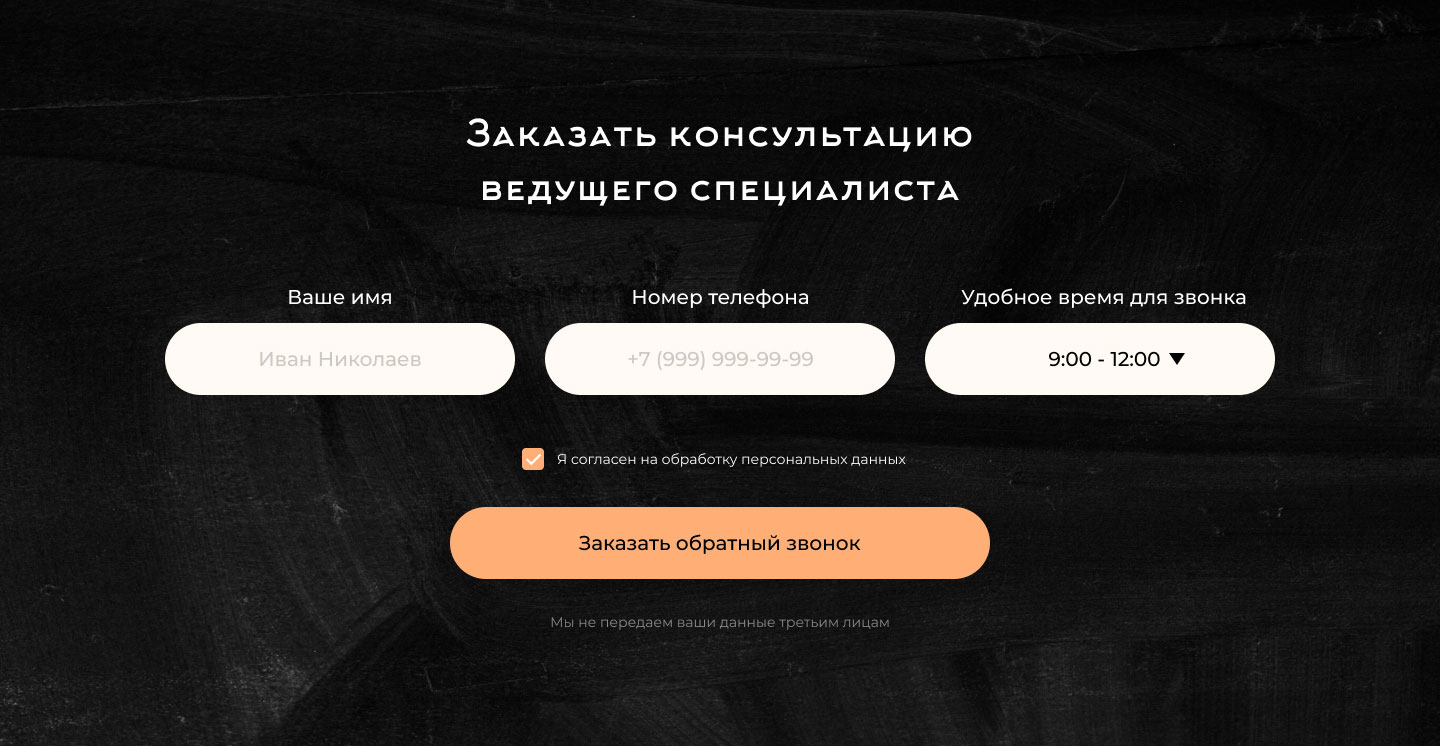 Заказать консультацию
ведущего специалиста
Ваше имя
Номер телефона
Удобное время для звонка
Иван Николаев
+7 (999) 999-99-99
9:00 - 12:00
Я согласен на обработку персональных данных
Заказать обратный звонок
Мы не передаем ваши данные третьим лицам